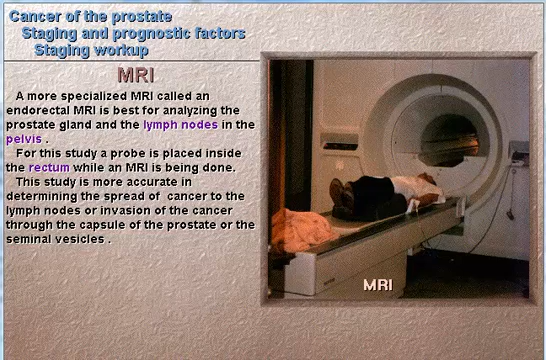 Cancer of the prostate
Staging and prognostic factors
Staging workup
MRI
A more specialized MRI called an
endorectal MRI is best for analyzing the
prostate gland and the lymph nodes in the
pelvis .
For this study a probe is placed inside
the rectum while an MRI is being done.
This study is more accurate in
determining the spread of cancer to the
lymph nodes or invasion of the cancer
through the capsule of the prostate or the
seminal vesicles .
MRI